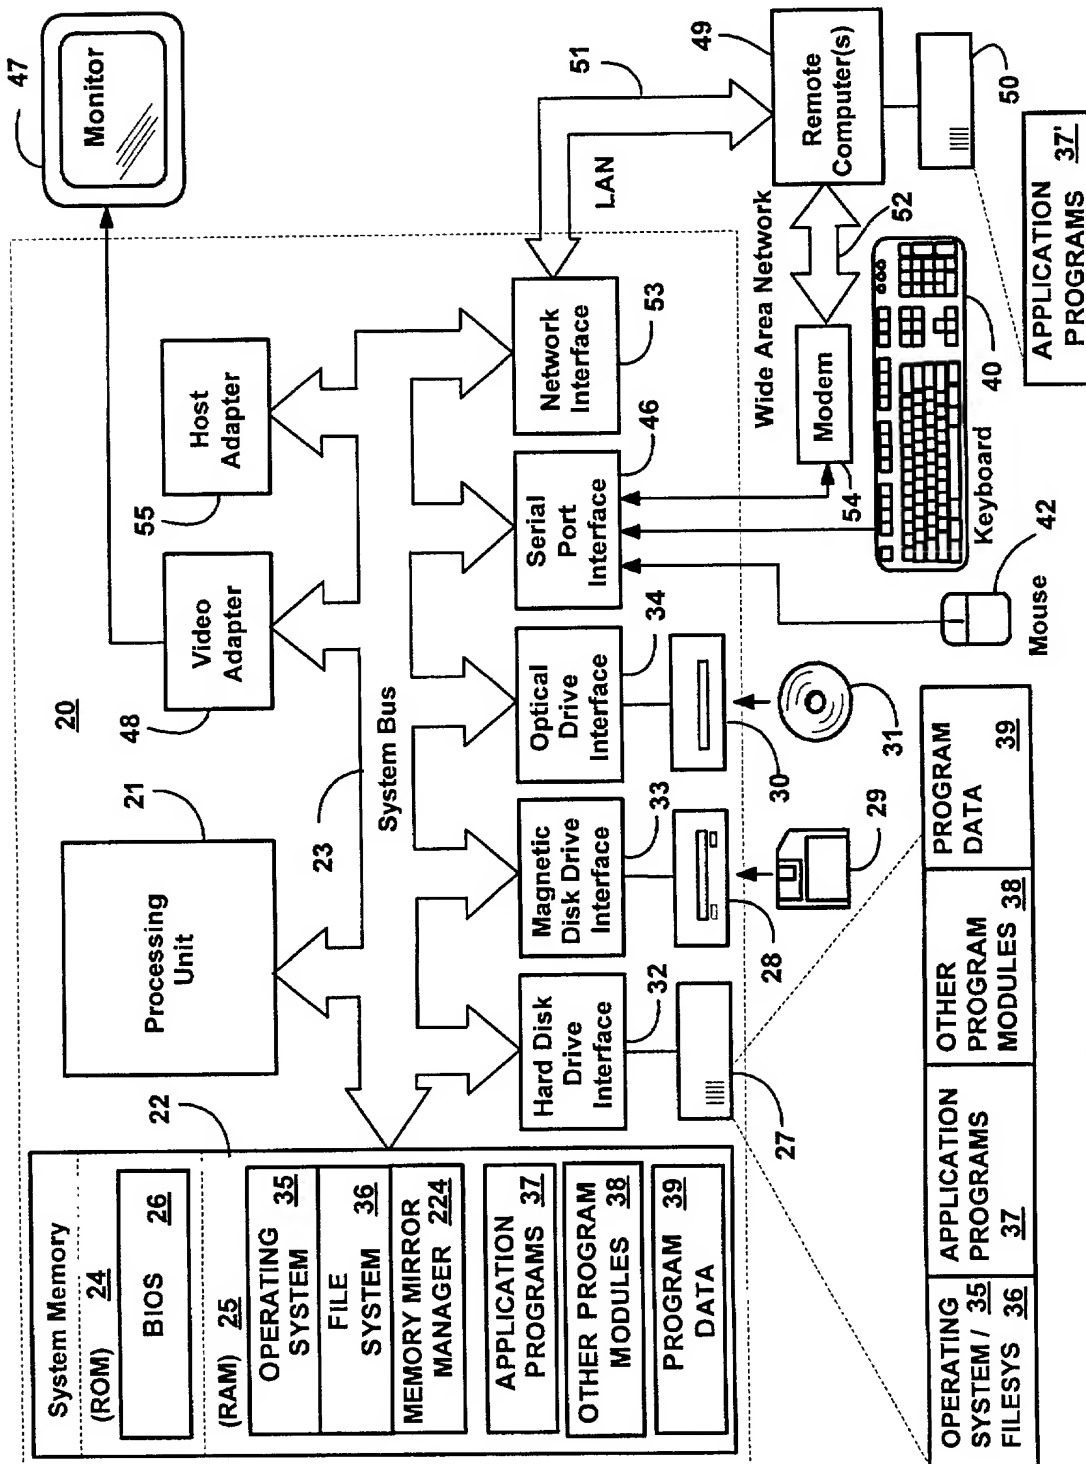 System Memory
(ROM) 24
BIOS 26
(RAM) 25
OPERATING
SYSTEM 35
FILE
SYSTEM 36
MEMORY MIRROR
MANAGER 224
APPLICATION
PROGRAMS 37
OTHER PROGRAM
MODULES 38
PROGRAM
DATA 39
22
Processing
Unit
21
20
Video
Adapter
48
Host
Adapter
55
Monitor
47
23
System Bus
Hard Disk
Drive
Interface
32
Magnetic
Disk Drive
Interface
33
Optical
Drive
Interface
34
Serial
Port
Interface
46
Network
Interface
53
LAN
51
27
28
29
30
31
Wide Area Network
Modem
54
52
Remote
Computer(s)
49
50
Keyboard
40
Mouse
42
OPERATING
SYSTEM / 35
FILESYS 36
APPLICATION
PROGRAMS
37
OTHER
PROGRAM
MODULES 38
PROGRAM
DATA 39
APPLICATION
PROGRAMS 37'